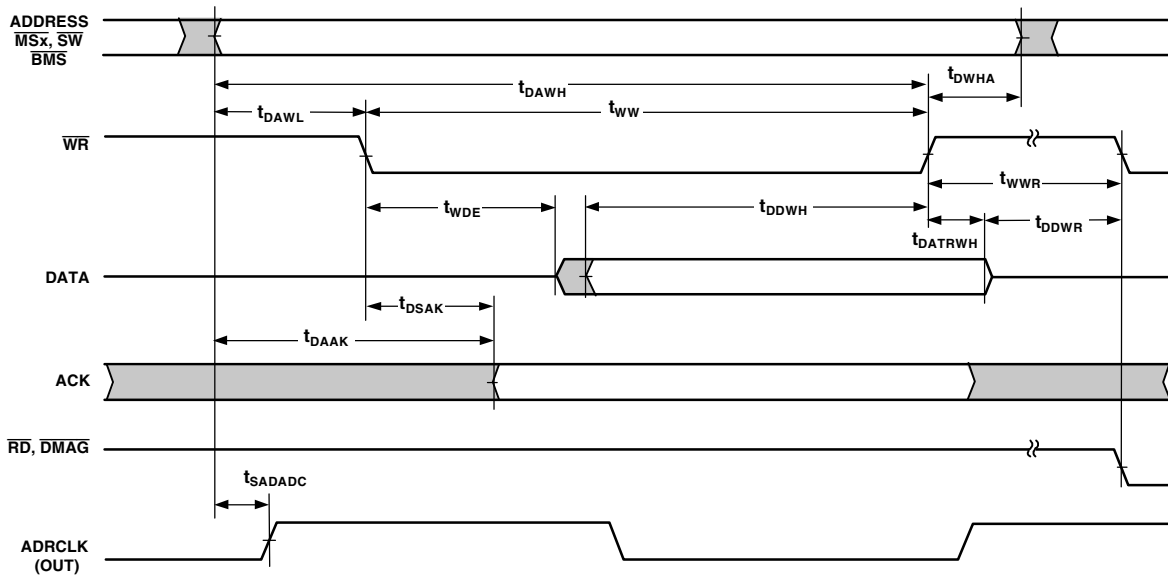 ADDRESS
MSx, SW
BMS
tDWHA
tDAWH
tDAWL
tWW
WR
tWWR
tWDE
tDDWH
tDATRWH
tDDWR
DATA
tDSAK
tDAAK
ACK
RD, DMAG
tSADADC
ADRCLK
(OUT)